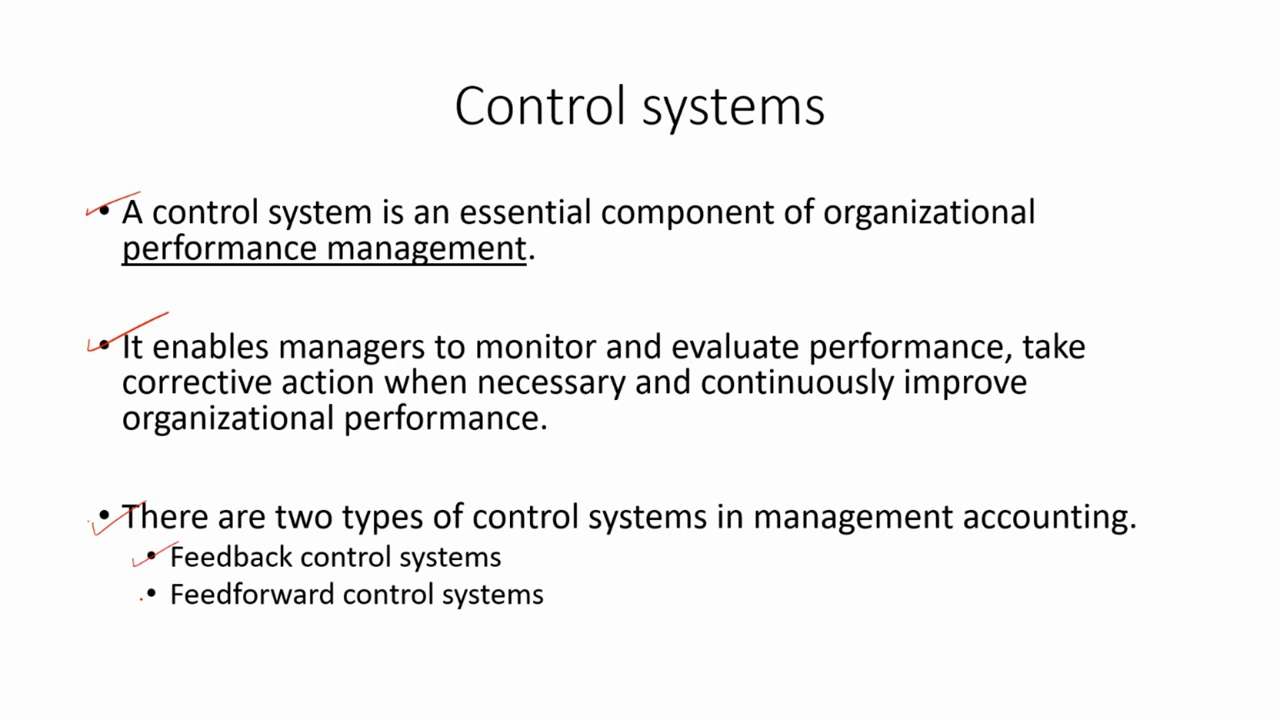 Control systems
• A control system is an essential component of organizational
performance management.
• It enables managers to monitor and evaluate performance, take
corrective action when necessary and continuously improve
organizational performance.
• There are two types of control systems in management accounting.
• Feedback control systems
• Feedforward control systems